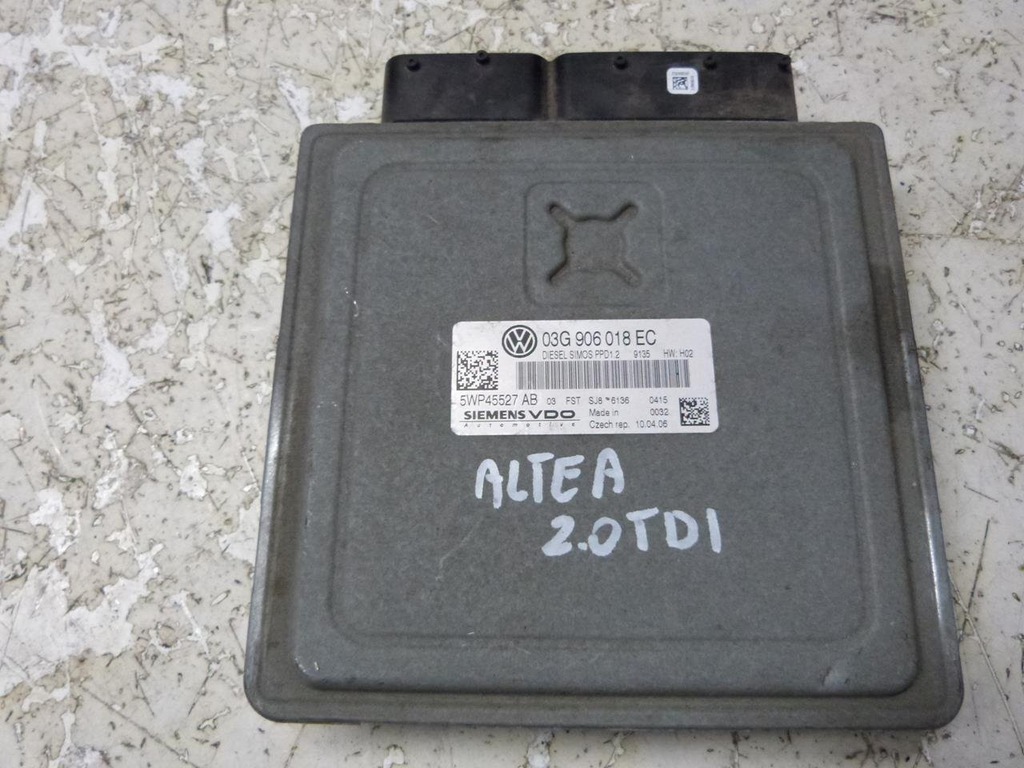 03G 906 018 EC
DIESEL SIMOS PPD1.2 9135 HW: H02
5WP45527 AB 03 FST SJ8 6136 0415
SIEMENS VDO Made in 0032
Automotive Czech rep. 10.04.06
ALTEA
2.0TDI